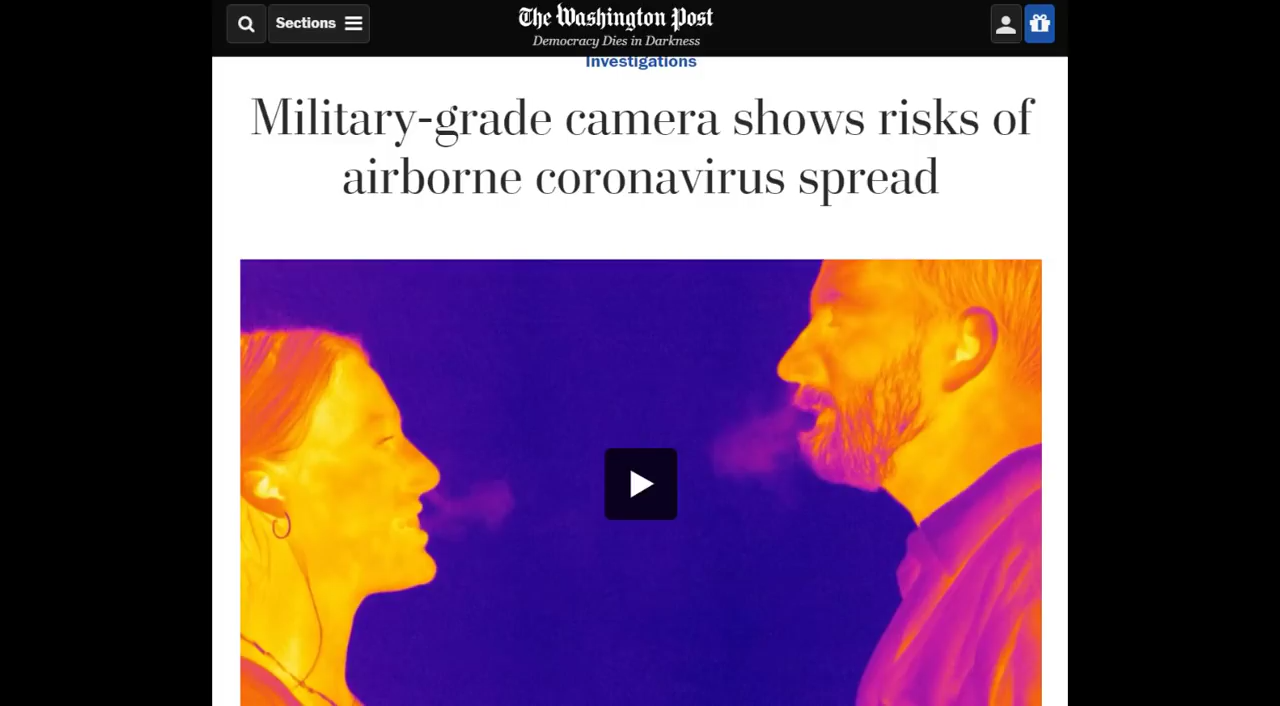 Sections
The Washington Post
Democracy Dies in Darkness
Investigations
Military-grade camera shows risks of
airborne coronavirus spread